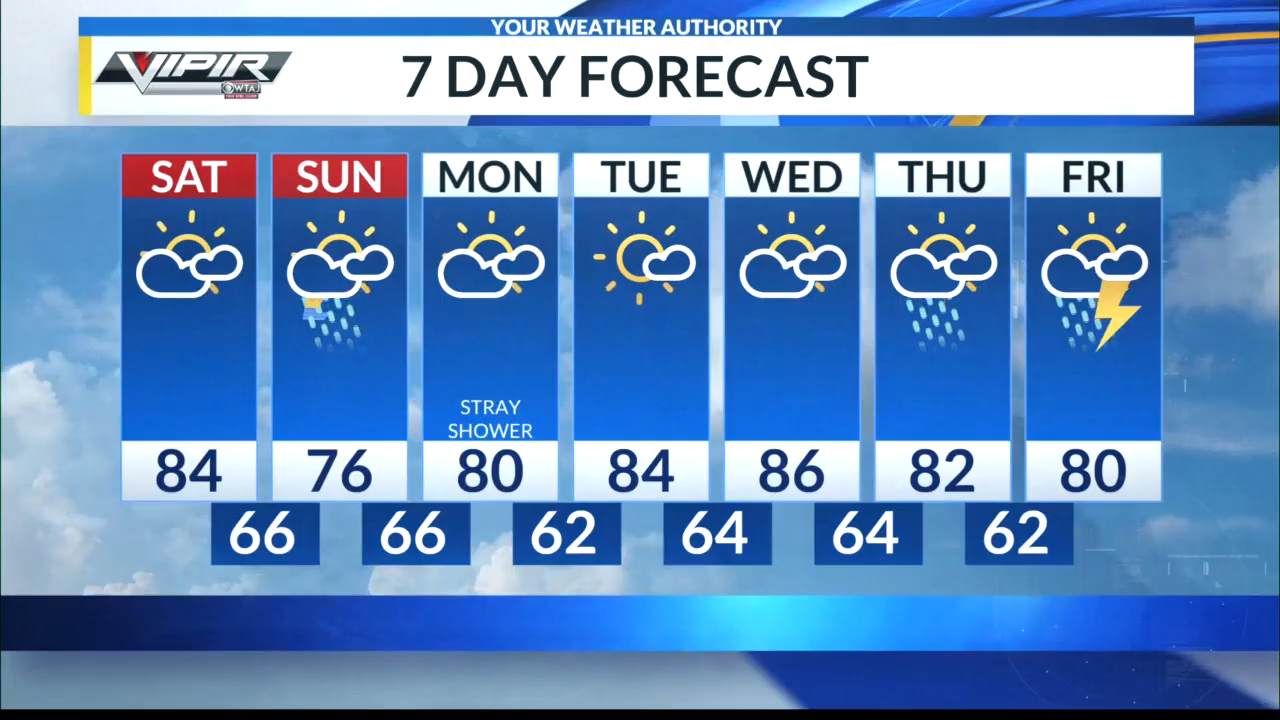 YOUR WEATHER AUTHORITY
VIPIR
WTAJ
7 DAY FORECAST
SAT SUN MON TUE WED THU FRI
STRAY
SHOWER
84 76 80 84 86 82 80
66 66 62 64 64 62